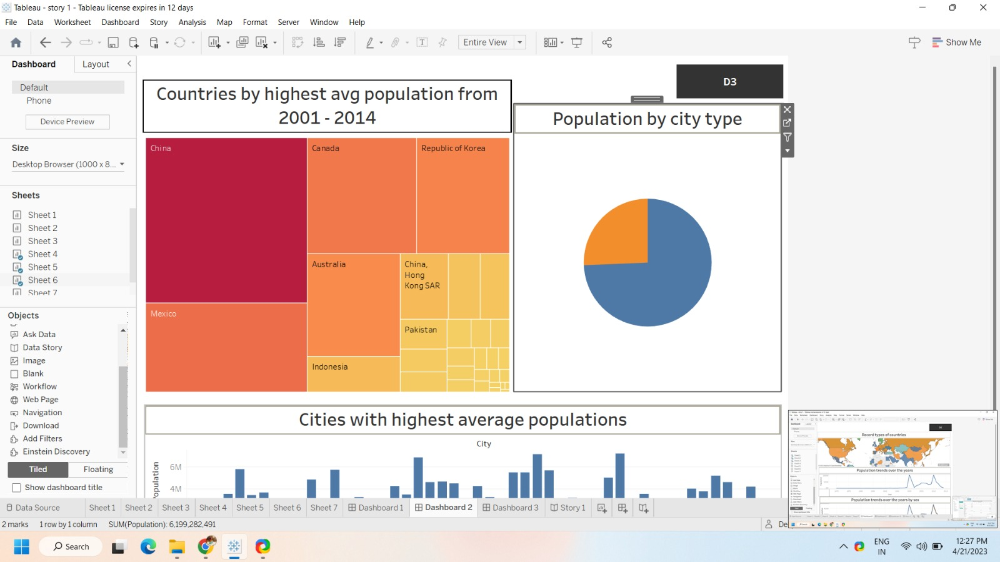 Tableau - story 1 - Tableau license expires in 12 days
File Data Worksheet Dashboard Story Analysis Map Format Server Window Help
Entire View
Show Me
Dashboard Layout
Default
Phone
Device Preview
Size
Desktop Browser (1000 x 8...
Sheets
Sheet 1
Sheet 2
Sheet 3
Sheet 4
Sheet 5
Sheet 6
Sheet 7
Objects
Ask Data
Data Story
Image
Blank
Workflow
Web Page
Navigation
Download
Add Filters
Einstein Discovery
Tiled Floating
Show dashboard title
D3
Countries by highest avg population from
2001 - 2014
China
Canada
Republic of Korea
Mexico
Australia
China,
Hong
Kong SAR
Pakistan
Indonesia
Population by city type
Cities with highest average populations
City
6M
4M
Record types of countries
Population trends over the years
Population trends over the years by sex
Data Source Sheet 1 Sheet 2 Sheet 3 Sheet 4 Sheet 5 Sheet 6 Sheet 7 Dashboard 1 Dashboard 2 Dashboard 3 Story 1
2 marks 1 row by 1 column SUM(Population): 6,199,282,491
De
Search
ENG
IN
12:27 PM
4/21/2023